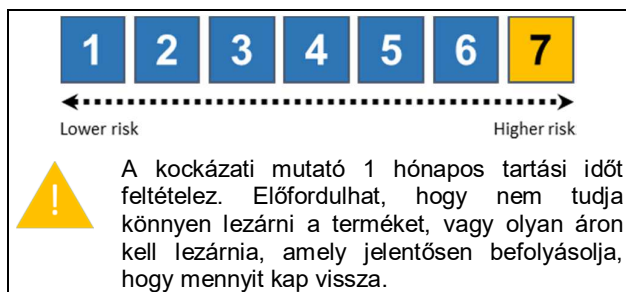 1 2 3 4 5 6 7
Lower risk Higher risk
A kockázati mutató 1 hónapos tartási időt
feltételez. Előfordulhat, hogy nem tudja
könnyen lezárni a terméket, vagy olyan áron
kell lezárnia, amely jelentősen befolyásolja,
hogy mennyit kap vissza.